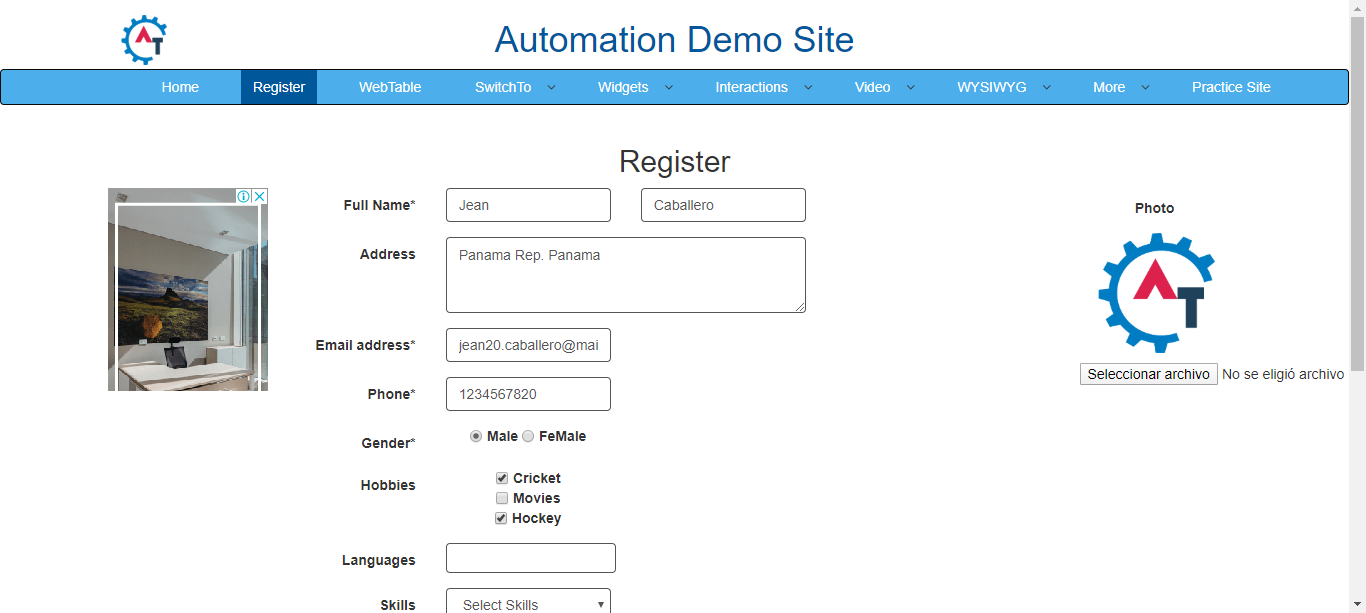 AT
Automation Demo Site
Home Register WebTable SwitchTo Widgets Interactions Video WYSIWYG More Practice Site
Register
Full Name* Jean Caballero
Photo
Address Panama Rep. Panama
AT
Email address* jean20.caballero@mai
Seleccionar archivo No se eligió archivo
Phone* 1234567820
Gender* Male FeMale
Hobbies Cricket
Movies
Hockey
Languages
Skills Select Skills